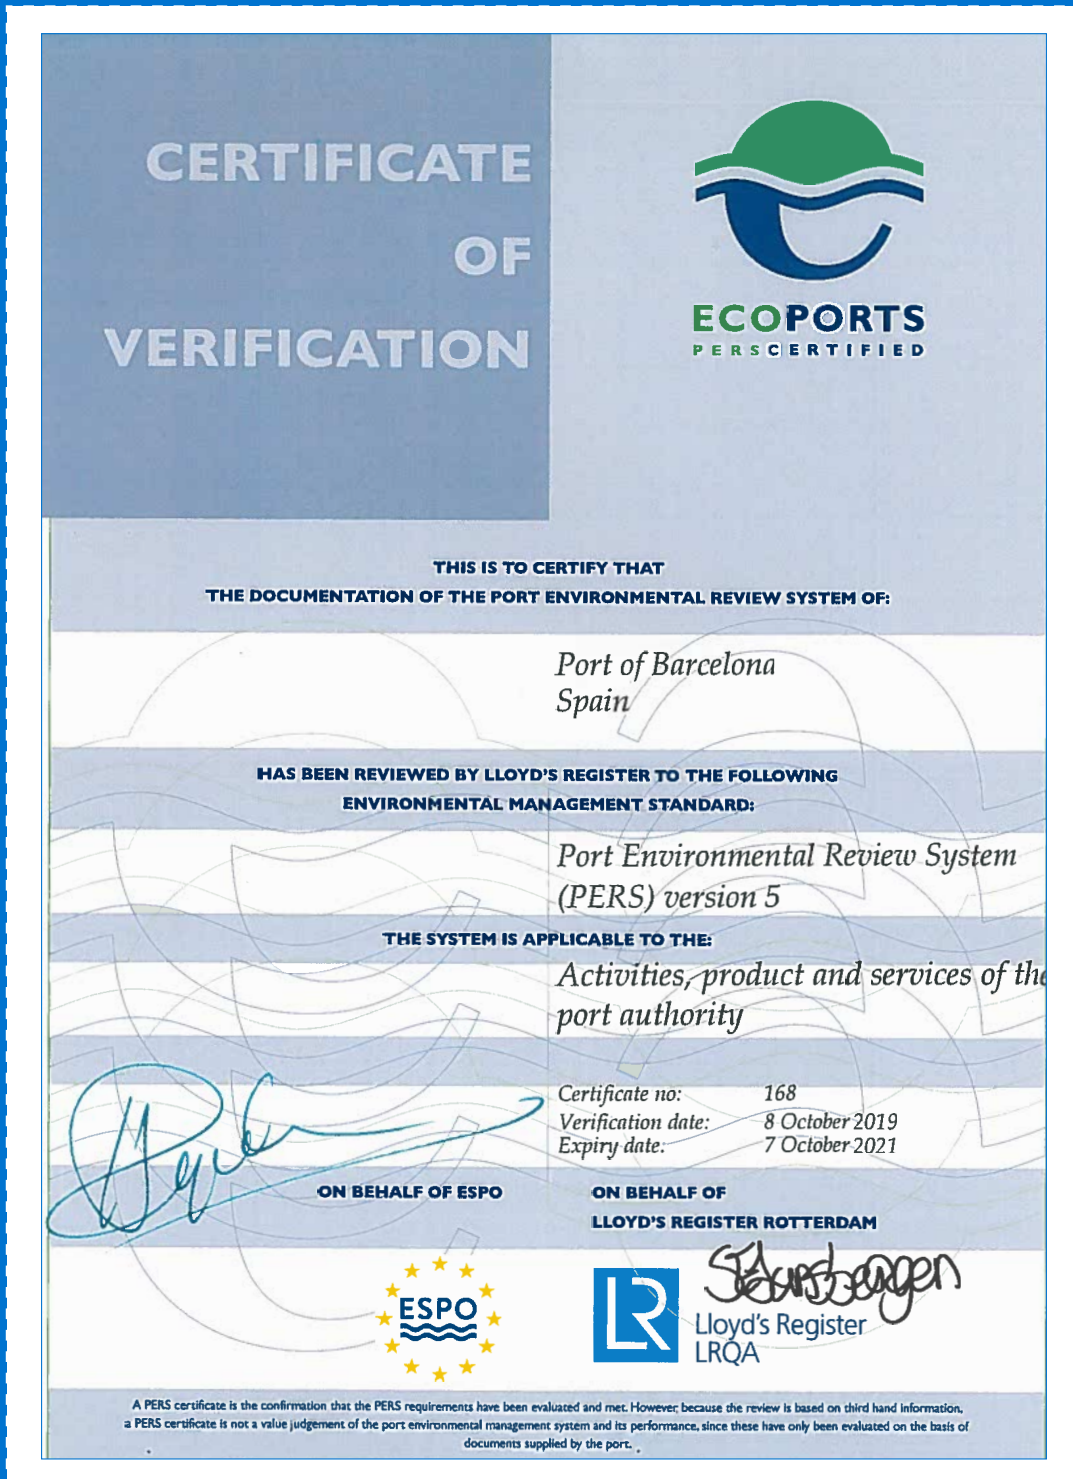 CERTIFICATE
OF
VERIFICATION
ECOPORTS
PERSCERTIFIED
THIS IS TO CERTIFY THAT
THE DOCUMENTATION OF THE PORT ENVIRONMENTAL REVIEW SYSTEM OF:
Port of Barcelona
Spain
HAS BEEN REVIEWED BY LLOYD'S REGISTER TO THE FOLLOWING
ENVIRONMENTAL MANAGEMENT STANDARD:
Port Environmental Review System
(PERS) version 5
THE SYSTEM IS APPLICABLE TO THE:
Activities, product and services of the
port authority
Certificate no: 168
Verification date: 8 October 2019
Expiry date: 7 October 2021
ON BEHALF OF ESPO
ON BEHALF OF
LLOYD'S REGISTER ROTTERDAM
ESPO
LR
Lloyd's Register
LRQA
A PERS certificate is the confirmation that the PERS requirements have been evaluated and met. However, because the review is based on third hand information,
a PERS certificate is not a value judgement of the port environmental management system and its performance, since these have only been evaluated on the basis of
documents supplied by the port.